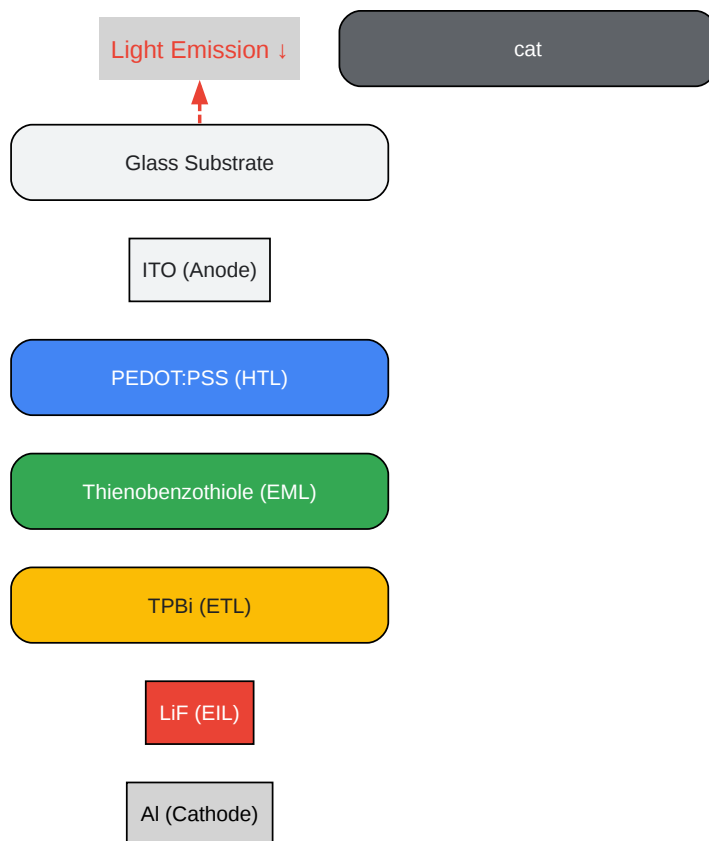 Light Emission ↓
cat
Glass Substrate
ITO (Anode)
PEDOT:PSS (HTL)
Thienobenzothiole (EML)
TPBi (ETL)
LiF (EIL)
Al (Cathode)